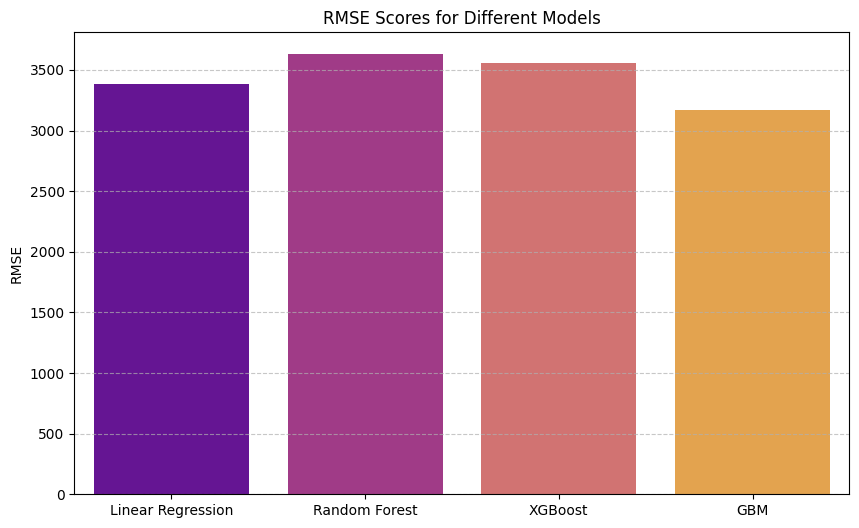 RMSE Scores for Different Models
RMSE
3500
3000
2500
2000
1500
1000
500
0
Linear Regression
Random Forest
XGBoost
GBM